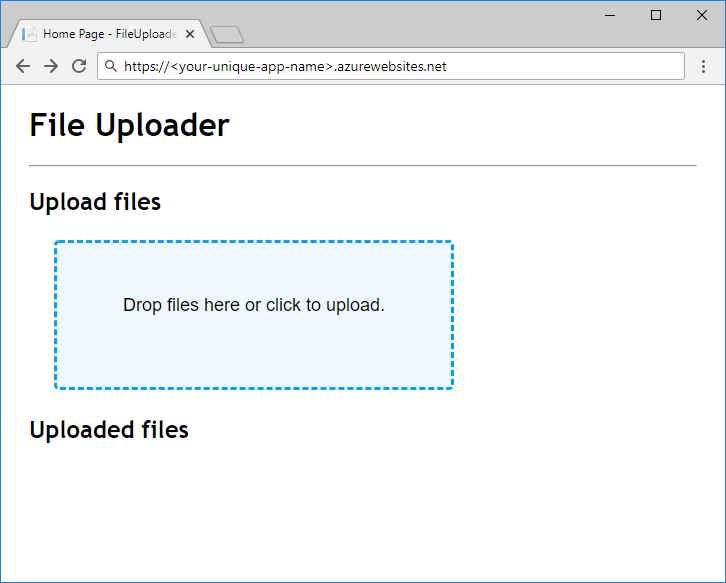 Home Page - FileUploade
https://<your-unique-app-name>.azurewebsites.net
File Uploader
Upload files
Drop files here or click to upload.
Uploaded files